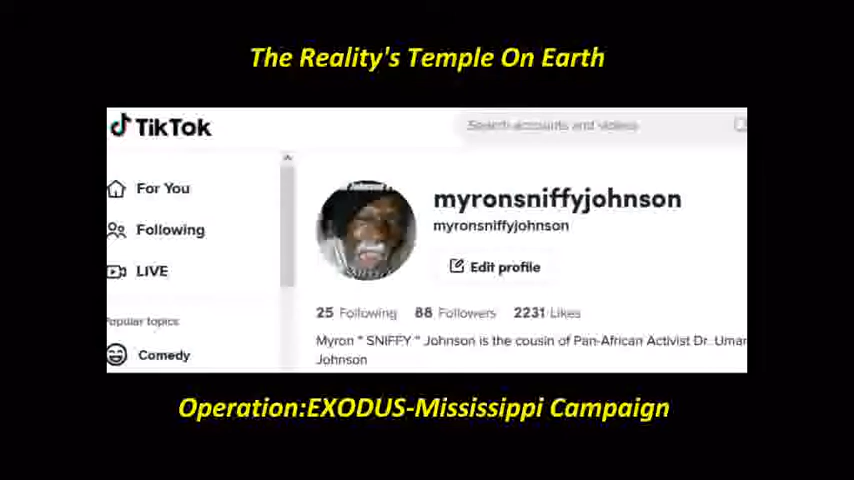 The Reality's Temple On Earth
TikTok
Search accounts and videos
For You
Following
LIVE
Popular topics
Comedy
myronsniffyjohnson
myronsniffyjohnson
Edit profile
25 Following 88 Followers 2231 Likes
Myron " SNIFFY " Johnson is the cousin of Pan-African Activist Dr. Umar
Johnson
Operation:EXODUS-Mississippi Campaign